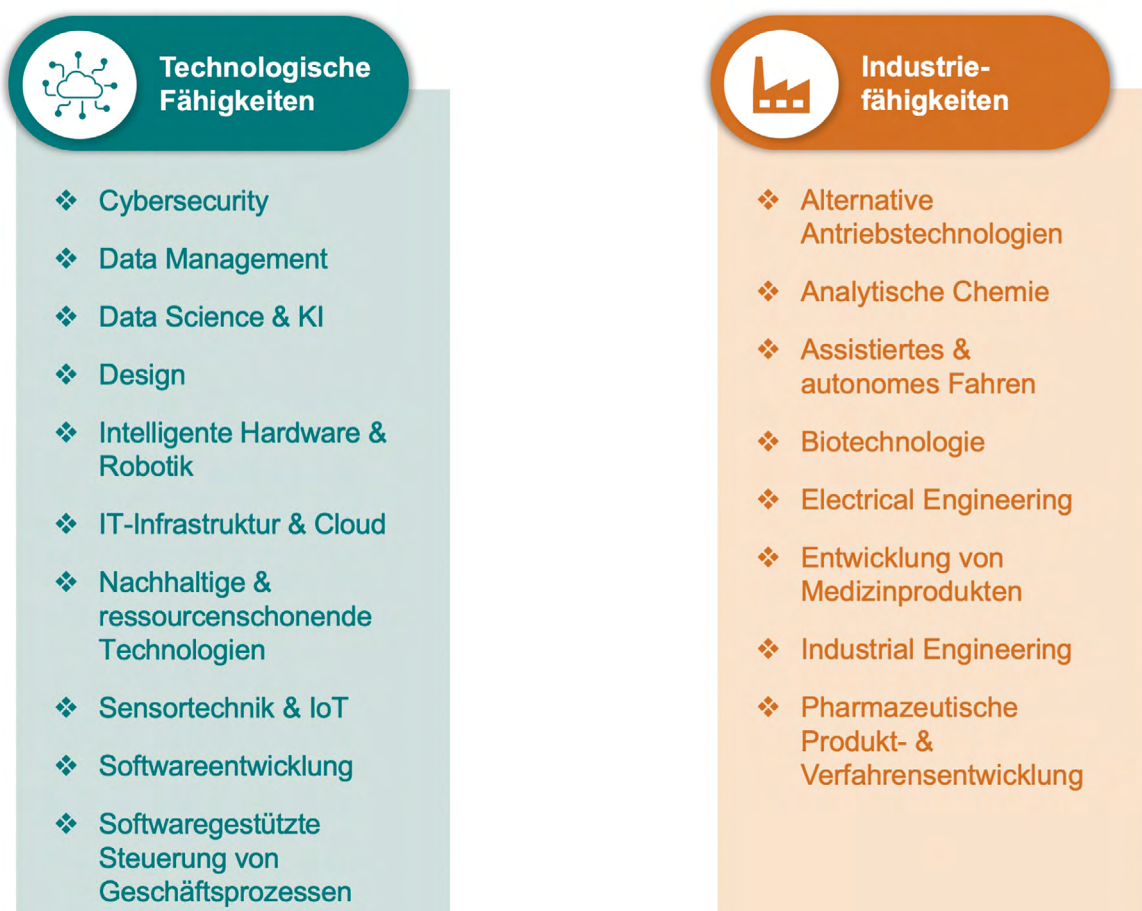 Technologische
Fähigkeiten
Cybersecurity
Data Management
Data Science & KI
Design
Intelligente Hardware &
Robotik
IT-Infrastruktur & Cloud
Nachhaltige &
ressourcenschonende
Technologien
Sensortechnik & IoT
Softwareentwicklung
Softwaregestützte
Steuerung von
Geschäftsprozessen
Industrie-
fähigkeiten
Alternative
Antriebstechnologien
Analytische Chemie
Assistiertes &
autonomes Fahren
Biotechnologie
Electrical Engineering
Entwicklung von
Medizinprodukten
Industrial Engineering
Pharmazeutische
Produkt- &
Verfahrensentwicklung